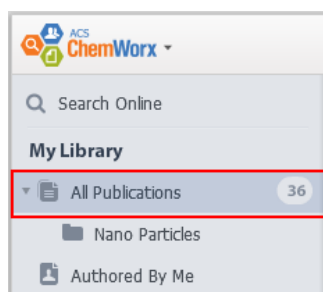 ACS
ChemWorx
Search Online
My Library
All Publications 36
Nano Particles
Authored By Me